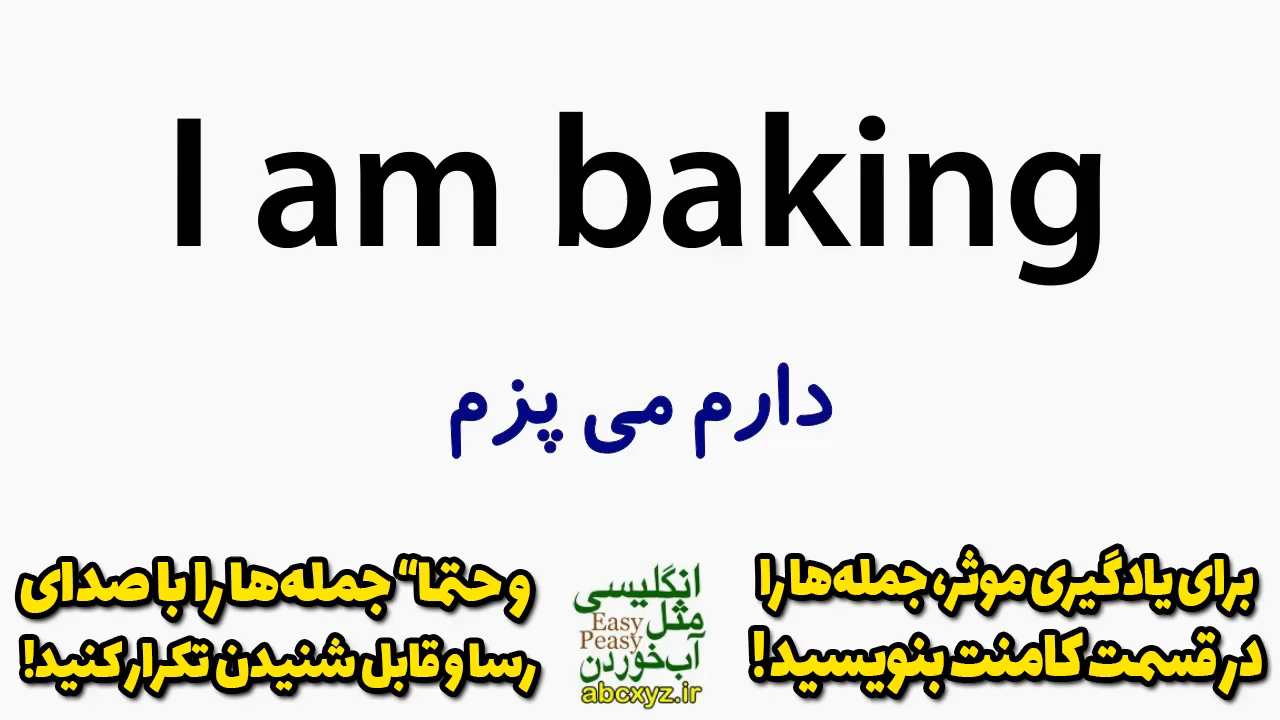 I am baking
دارم می پزم
برای یادگیری موثر، جمله‌ها را
در قسمت کامنت بنویسید!
و حتما“ جمله‌ها را با صدای
رسا و قابل شنیدن تکرار کنید!
انگلیسی
مثل
Easy
Peasy
آب خوردن
abcxyz.ir